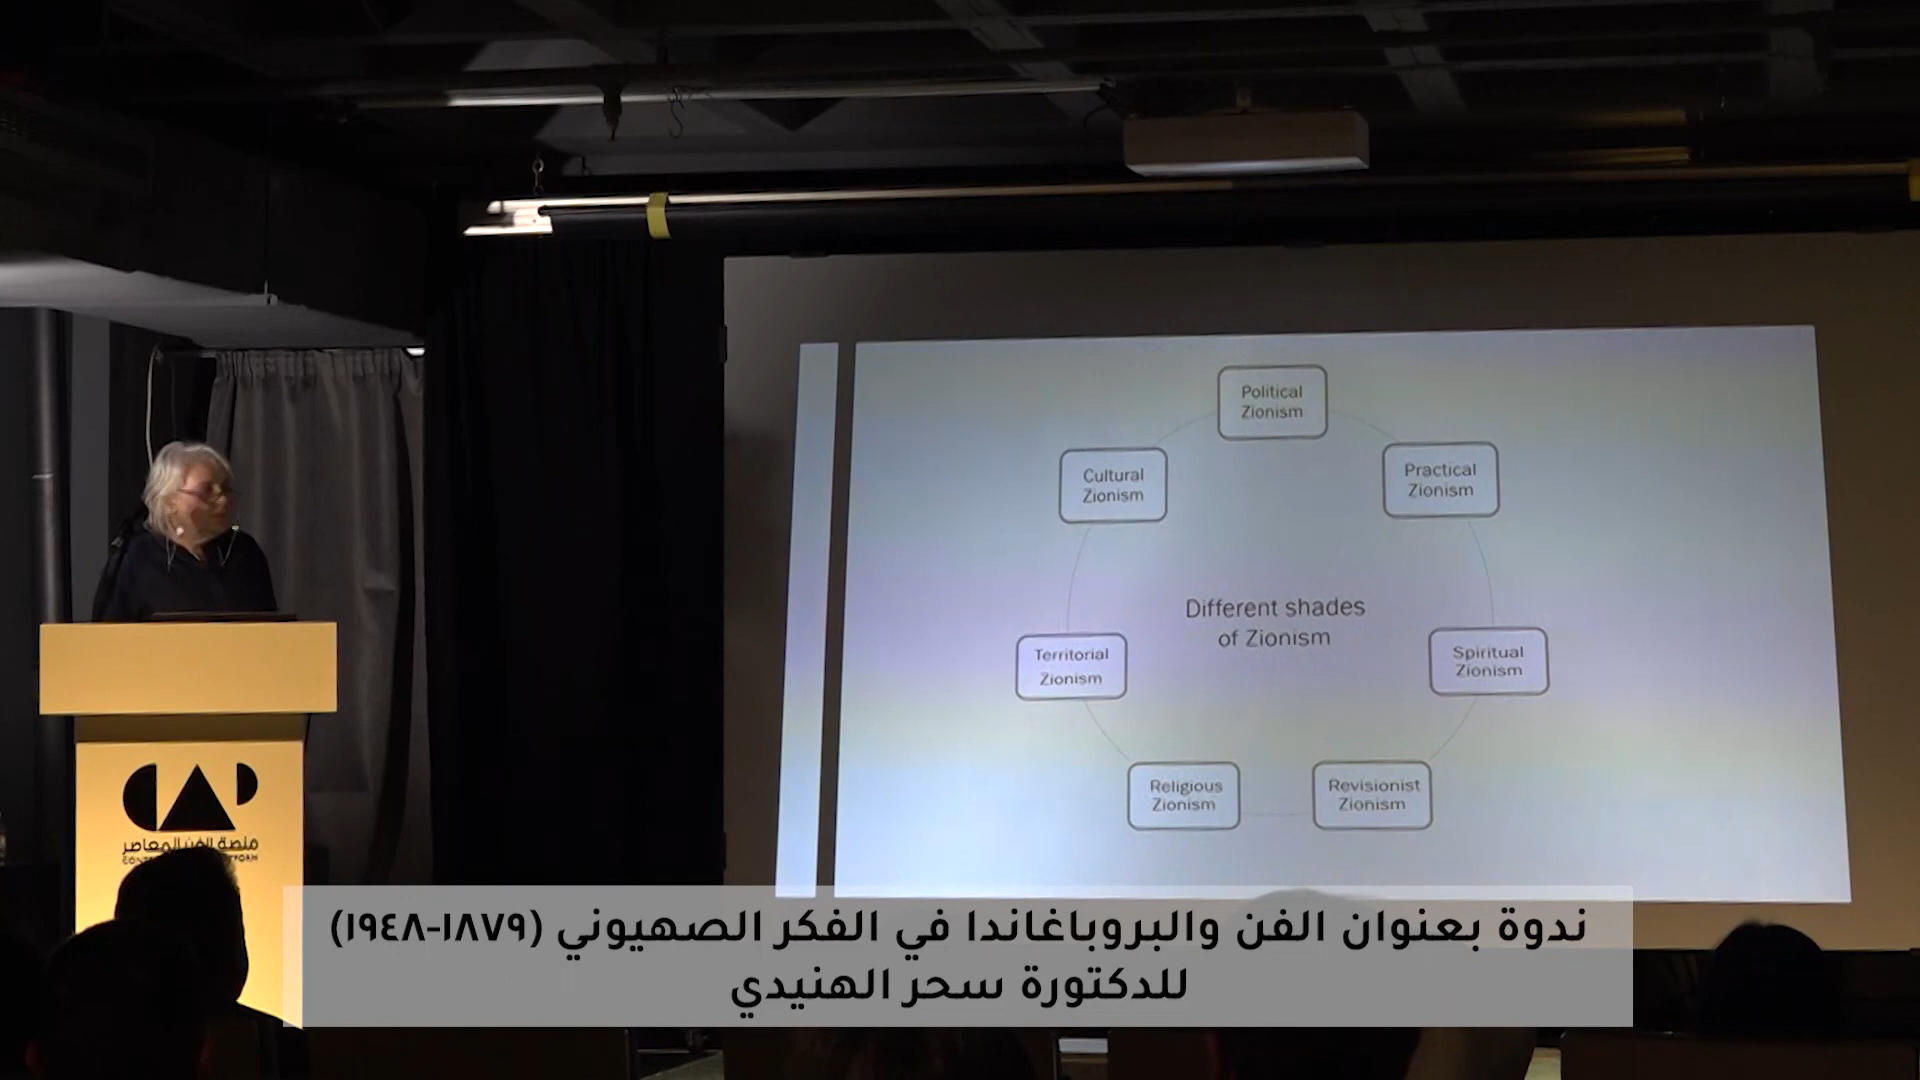 Political
Zionism
Cultural
Zionism
Practical
Zionism
Different shades
of Zionism
Territorial
Zionism
Spiritual
Zionism
Religious
Zionism
Revisionist
Zionism
منصة الفن المعاصر
ندوة بعنوان الفن والبروباغاندا في الفكر الصهيوني (١٨٧٩-١٩٤٨)
للدكتورة سحر الهنيدي